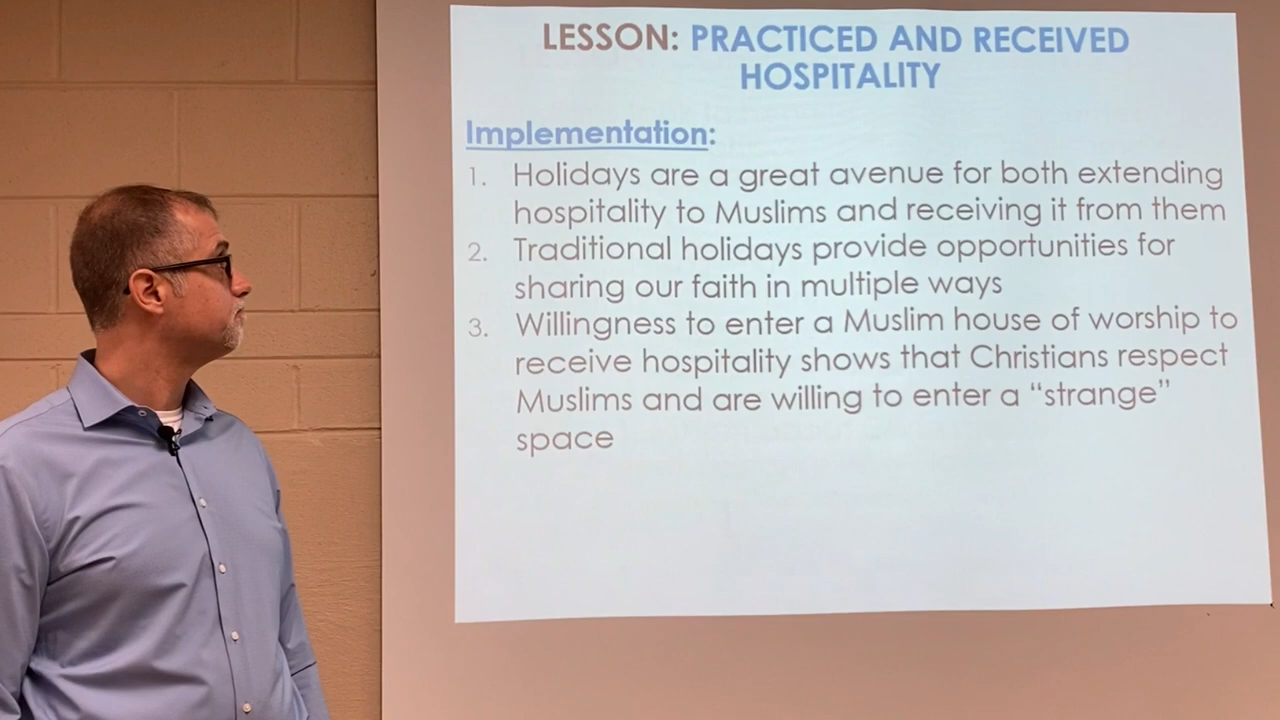 LESSON: PRACTICED AND RECEIVED
HOSPITALITY
Implementation:
1. Holidays are a great avenue for both extending
hospitality to Muslims and receiving it from them
2. Traditional holidays provide opportunities for
sharing our faith in multiple ways
3. Willingness to enter a Muslim house of worship to
receive hospitality shows that Christians respect
Muslims and are willing to enter a “strange”
space